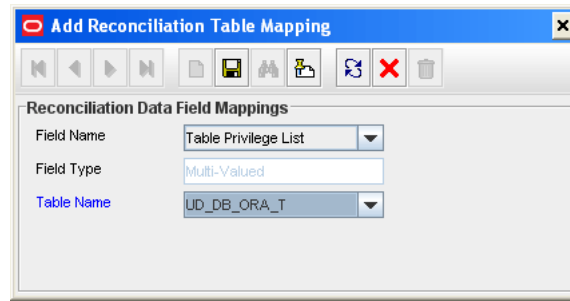 Add Reconciliation Table Mapping
Reconciliation Data Field Mappings
Field Name Table Privilege List
Field Type Multi-Valued
Table Name UD_DB_ORA_T